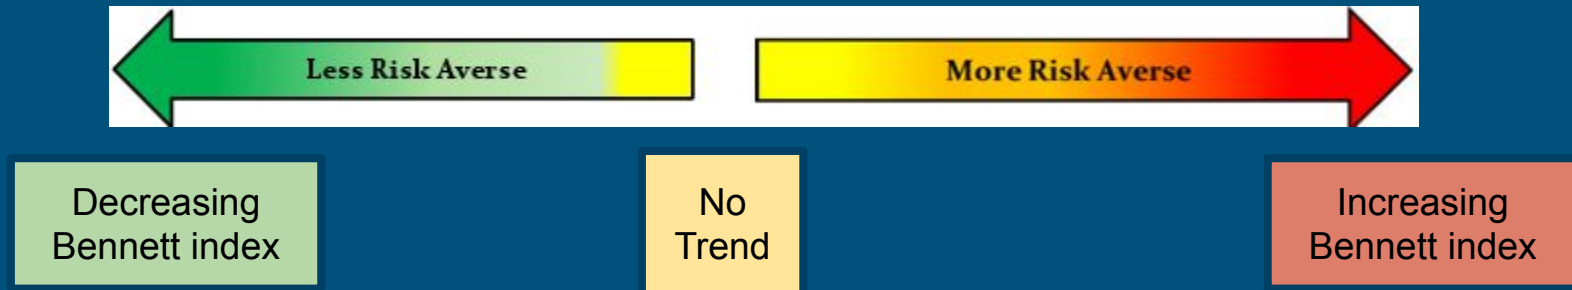 Less Risk Averse
More Risk Averse
Decreasing
Bennett index
No
Trend
Increasing
Bennett index